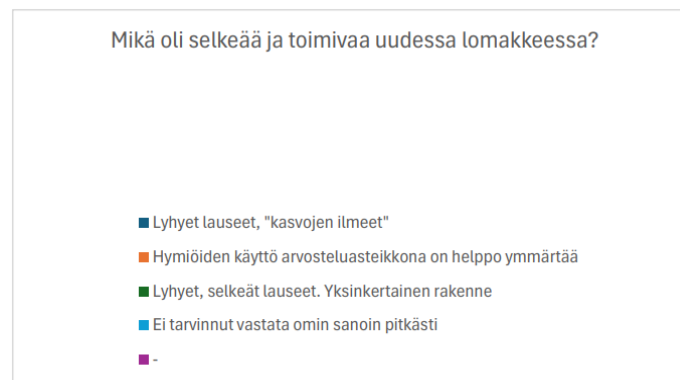 Mikä oli selkeää ja toimivaa uudessa lomakkeessa?
Lyhyet lauseet, "kasvojen ilmeet"
Hymiöiden käyttö arvosteluasteikkona on helppo ymmärtää
Lyhyet, selkeät lauseet. Yksinkertainen rakenne
Ei tarvinnut vastata omin sanoin pitkästi
-